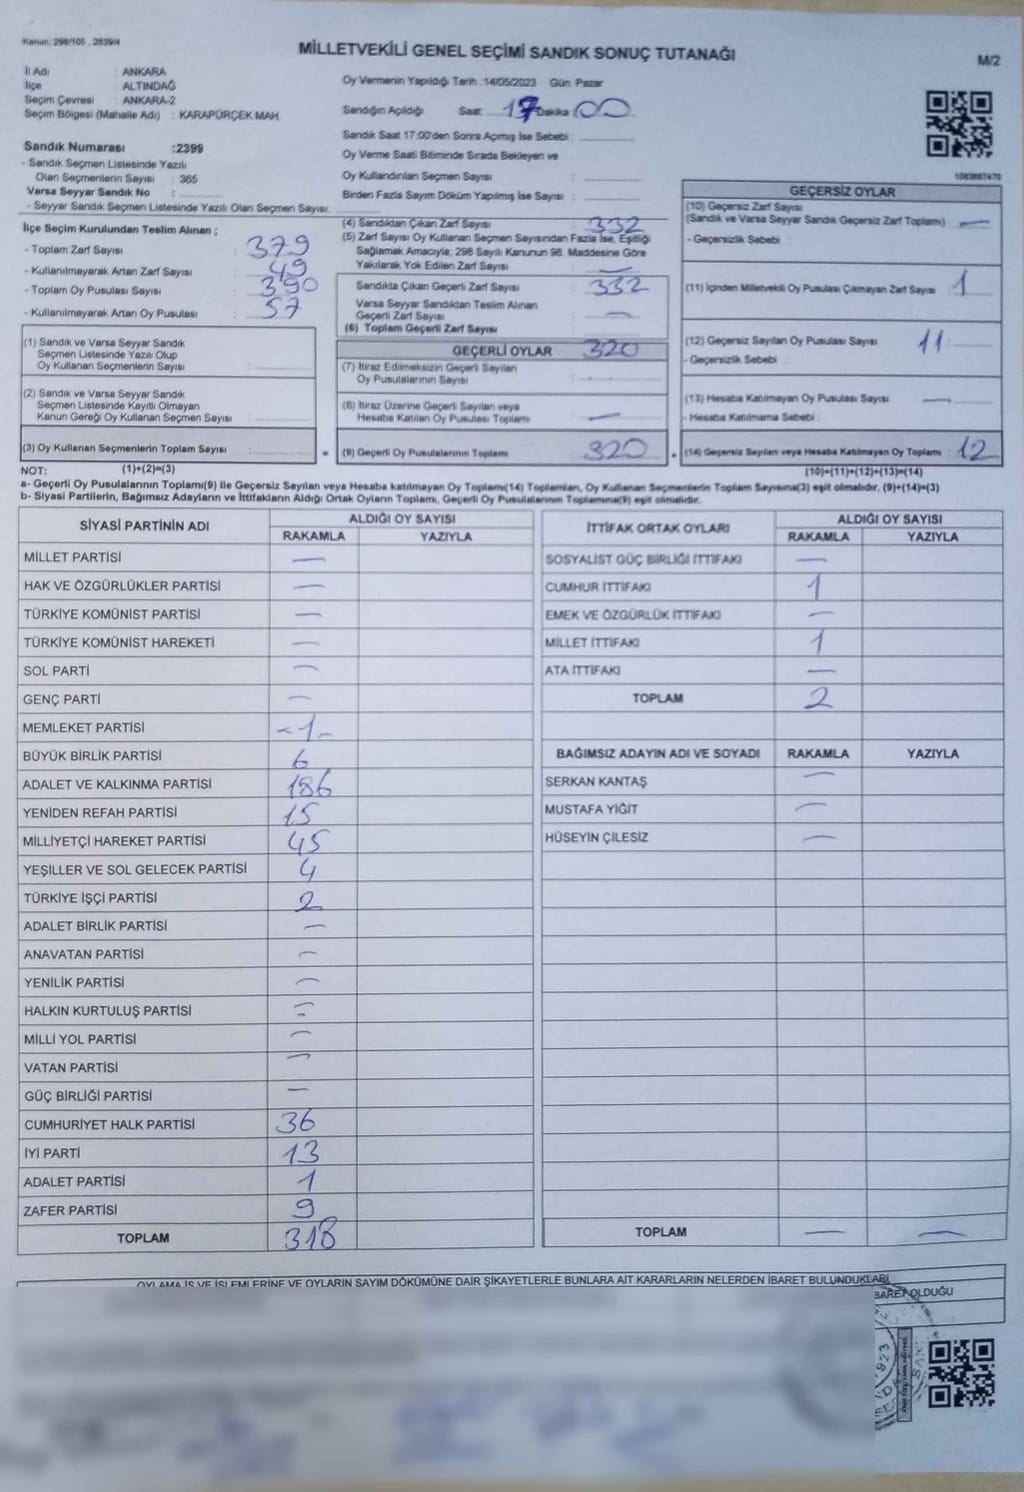 Kanun; 298/105 , 2839/4
MİLLETVEKİLİ GENEL SEÇİMİ SANDIK SONUÇ TUTANAĞI
M/2
İl Adı : ANKARA
İlçe : ALTINDAĞ
Seçim Çevresi : ANKARA-2
Seçim Bölgesi (Mahalle Adı) : KARAPÜRÇEK MAH.
Sandık Numarası :2399
- Sandık Seçmen Listesinde Yazılı
Olan Seçmenlerin Sayısı : 365
Varsa Seyyar Sandık No :
- Seyyar Sandık Seçmen Listesinde Yazılı Olan Seçmen Sayısı:
Oy Vermenin Yapıldığı Tarih :14/05/2023 Gün: Pazar
Sandığın Açıldığı Saat: 17 Dakika: 00
Sandık Saat 17:00'den Sonra Açımış İse Sebebi :
Oy Verme Saati Bitiminde Sırada Bekleyen ve
Oy Kullandırılan Seçmen Sayısı :
Birden Fazla Sayım Döküm Yapılmış İse Sayısı :
1083887470
İlçe Seçim Kurulundan Teslim Alınan ;
- Toplam Zarf Sayısı : 379
- Kullanılmayarak Artan Zarf Sayısı : 49
- Toplam Oy Pusulası Sayısı : 390
- Kullanılmayarak Artan Oy Pusulası : 57
(1) Sandık ve Varsa Seyyar Sandık
Seçmen Listesinde Yazılı Olup
Oy Kullanan Seçmenlerin Sayısı :
(2) Sandık ve Varsa Seyyar Sandık
Seçmen Listesinde Kayıtlı Olmayan
Kanun Gereği Oy Kullanan Seçmen Sayısı :
(3) Oy Kullanan Seçmenlerin Toplam Sayısı :
(4) Sandıktan Çıkan Zarf Sayısı : 332
(5) Zarf Sayısı Oy Kullanan Seçmen Sayısından Fazla İse, Eşitliği
Sağlamak Amacıyla; 298 Sayılı Kanunun 98. Maddesine Göre
Yakılarak Yok Edilen Zarf Sayısı : —
Sandıkta Çıkan Geçerli Zarf Sayısı : 332
Varsa Seyyar Sandıktan Teslim Alınan
Geçerli Zarf Sayısı : —
(6) Toplam Geçerli Zarf Sayısı :
GEÇERLİ OYLAR 320
(7) İtiraz Edilmeksizin Geçerli Sayılan
Oy Pusulalarının Sayısı :
(8) İtiraz Üzerine Geçerli Sayılan veya
Hesaba Katılan Oy Pusulası Toplamı : —
= (9) Geçerli Oy Pusulalarının Toplamı : 320
GEÇERSİZ OYLAR
(10) Geçersiz Zarf Sayısı
(Sandık ve Varsa Seyyar Sandık Geçersiz Zarf Toplamı) : —
- Geçersizlik Sebebi :
(11) İçinden Milletvekili Oy Pusulası Çıkmayan Zarf Sayısı : 1
(12) Geçersiz Sayılan Oy Pusulası Sayısı : 11
- Geçersizlik Sebebi :
(13) Hesaba Katılmayan Oy Pusulası Sayısı : —
- Hesaba Katılmama Sebebi :
+ (14) Geçersiz Sayılan veya Hesaba Katılmayan Oy Toplamı : 12
NOT: (1)+(2)=(3)
(10)+(11)+(12)+(13)=(14)
a- Geçerli Oy Pusulalarının Toplamı(9) ile Geçersiz Sayılan veya Hesaba katılmayan Oy Toplamı(14) Toplamları, Oy Kullanan Seçmenlerin Toplam Sayısına(3) eşit olmalıdır. (9)+(14)=(3)
b- Siyasi Partilerin, Bağımsız Adayların ve İttifakların Aldığı Ortak Oyların Toplamı, Geçerli Oy Pusulalarının Toplamına(9) eşit olmalıdır.
SİYASİ PARTİNİN ADI ALDIĞI OY SAYISI
RAKAMLA YAZIYLA
MİLLET PARTİSİ —
HAK VE ÖZGÜRLÜKLER PARTİSİ —
TÜRKİYE KOMÜNİST PARTİSİ —
TÜRKİYE KOMÜNİST HAREKETİ —
SOL PARTİ —
GENÇ PARTİ —
MEMLEKET PARTİSİ -1-
BÜYÜK BİRLİK PARTİSİ 6
ADALET VE KALKINMA PARTİSİ 186
YENİDEN REFAH PARTİSİ 15
MİLLİYETÇİ HAREKET PARTİSİ 45
YEŞİLLER VE SOL GELECEK PARTİSİ 4
TÜRKİYE İŞÇİ PARTİSİ 2
ADALET BİRLİK PARTİSİ —
ANAVATAN PARTİSİ —
YENİLİK PARTİSİ —
HALKIN KURTULUŞ PARTİSİ —
MİLLİ YOL PARTİSİ —
VATAN PARTİSİ —
GÜÇ BİRLİĞİ PARTİSİ —
CUMHURİYET HALK PARTİSİ 36
İYİ PARTİ 13
ADALET PARTİSİ 1
ZAFER PARTİSİ 9
TOPLAM 318
İTTİFAK ORTAK OYLARI ALDIĞI OY SAYISI
RAKAMLA YAZIYLA
SOSYALİST GÜÇ BİRLİĞİ İTTİFAKI —
CUMHUR İTTİFAKI 1
EMEK VE ÖZGÜRLÜK İTTİFAKI —
MİLLET İTTİFAKI 1
ATA İTTİFAKI —
TOPLAM 2
BAĞIMSIZ ADAYIN ADI VE SOYADI RAKAMLA YAZIYLA
SERKAN KANTAŞ —
MUSTAFA YİĞİT —
HÜSEYİN ÇİLESİZ —
TOPLAM — —
OYLAMA İŞ VE İŞLEMLERİNE VE OYLARIN SAYIM DÖKÜMÜNE DAİR ŞİKAYETLERLE BUNLARA AİT KARARLARIN NELERDEN İBARET BULUNDUKLARI
OLDUĞU